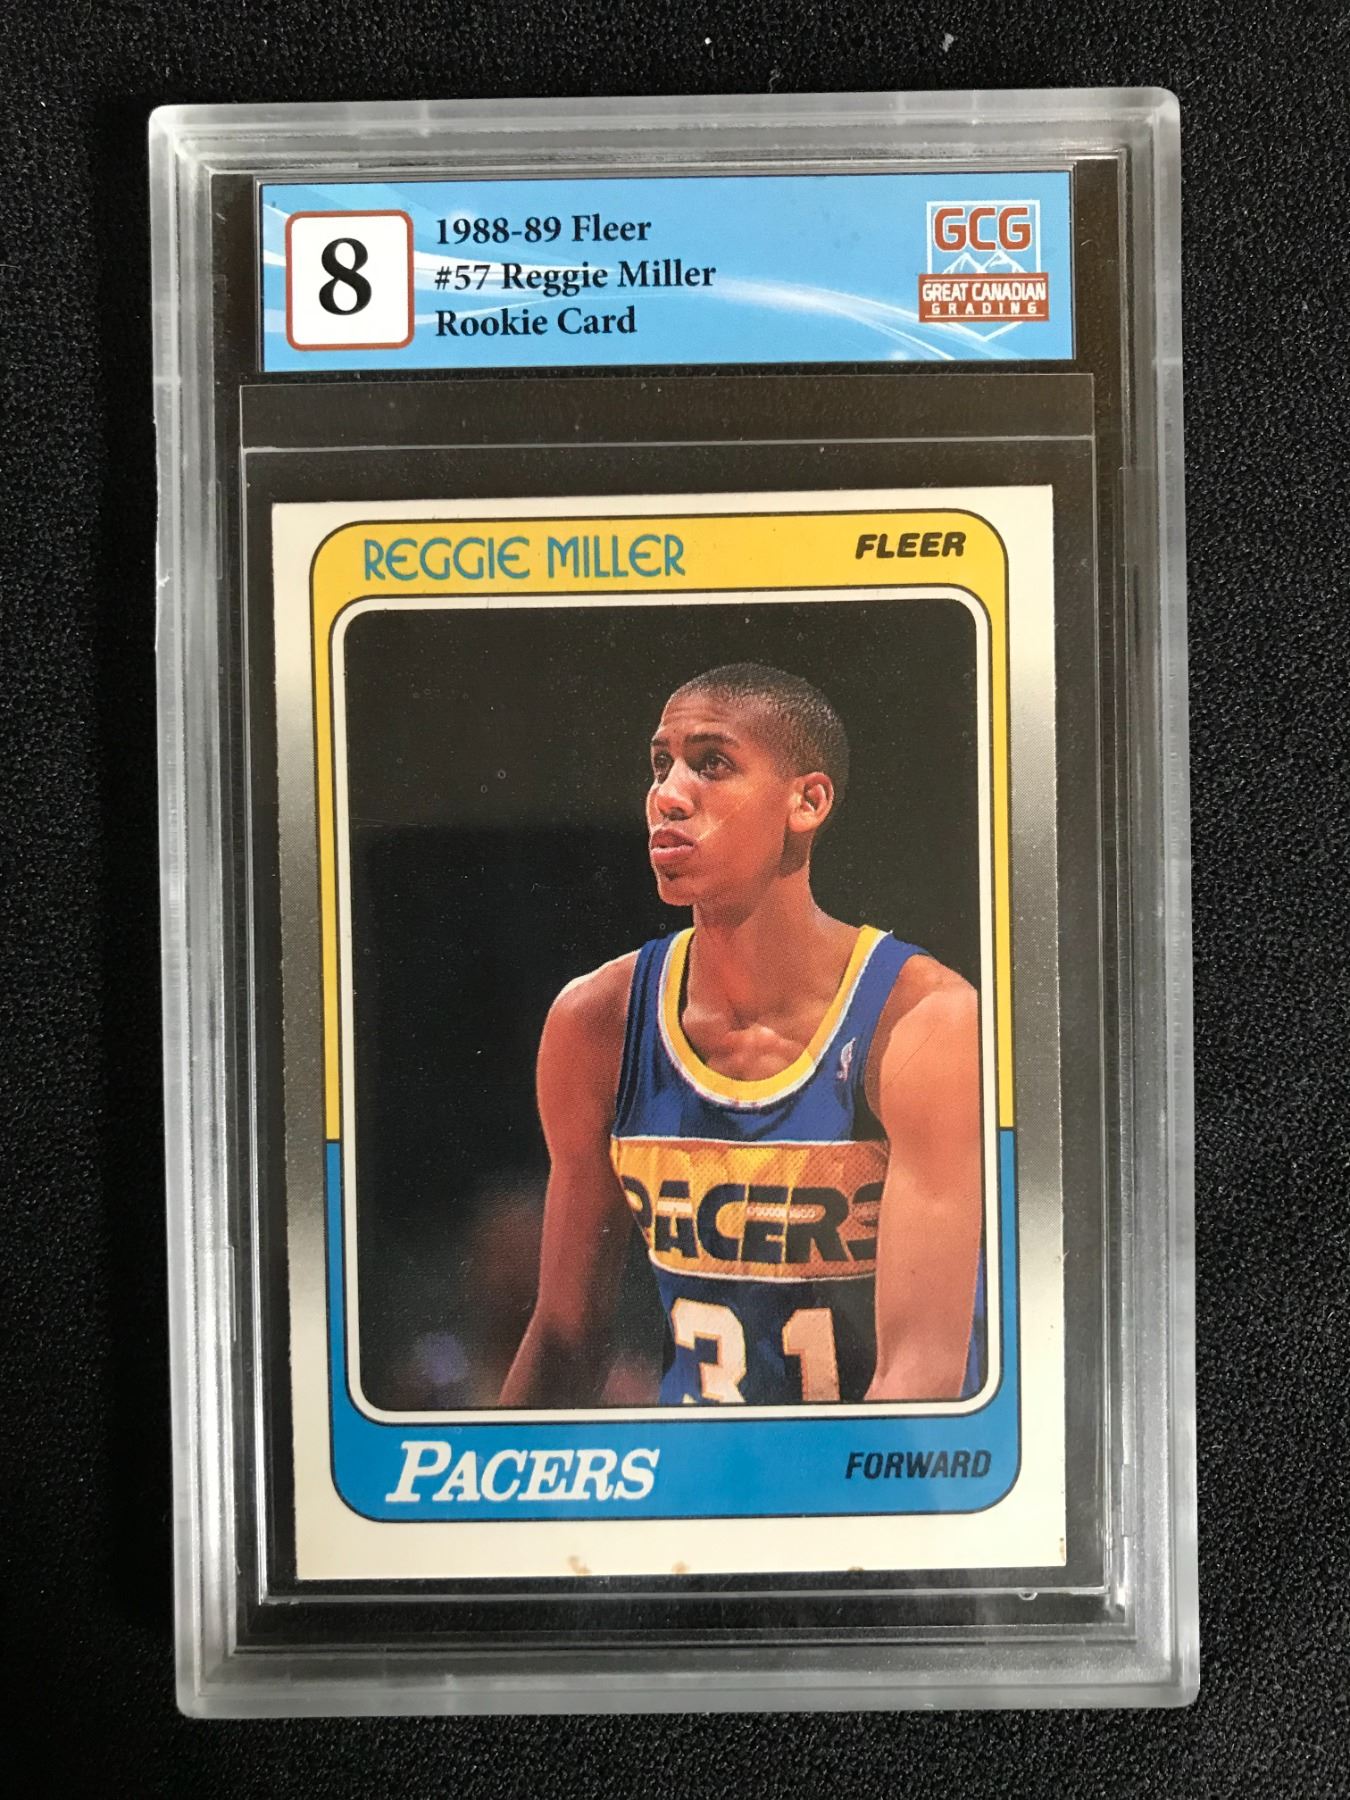 8
1988-89 Fleer
#57 Reggie Miller
Rookie Card
GCG
GREAT CANADIAN
GRADING
REGGIE MILLER
FLEER
PACERS
31
PACERS
FORWARD